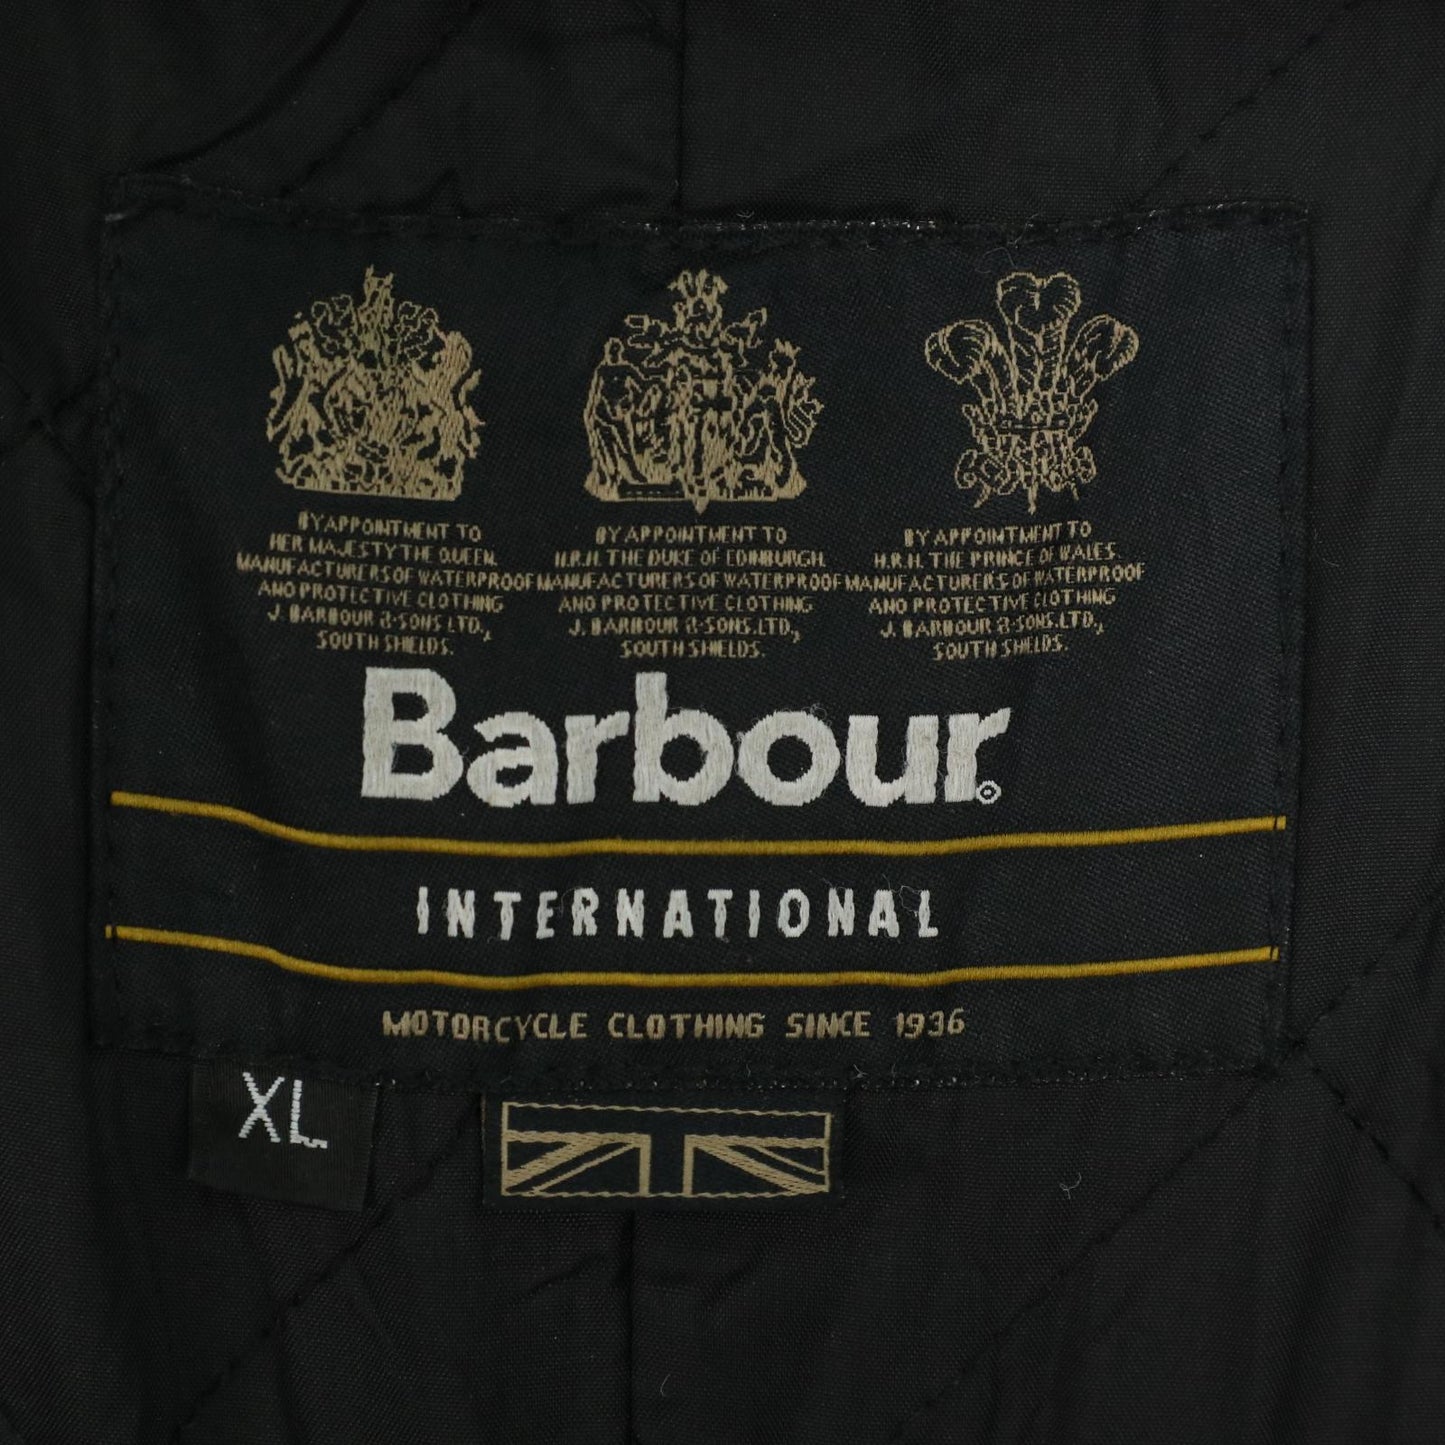 BY APPOINTMENT TO
HER MAJESTY THE QUEEN.
MANUFACTURERS OF WATERPROOF
AND PROTECTIVE CLOTHING
J. BARBOUR & SONS. LTD.,
SOUTH SHIELDS.
BY APPOINTMENT TO
H.R.H. THE DUKE OF EDINBURGH.
MANUFACTURERS OF WATERPROOF
AND PROTECTIVE CLOTHING
J. BARBOUR & SONS. LTD.,
SOUTH SHIELDS.
BY APPOINTMENT TO
H.R.H. THE PRINCE OF WALES.
MANUFACTURERS OF WATERPROOF
AND PROTECTIVE CLOTHING
J. BARBOUR & SONS. LTD.,
SOUTH SHIELDS.
Barbour®
INTERNATIONAL
MOTORCYCLE CLOTHING SINCE 1936
XL